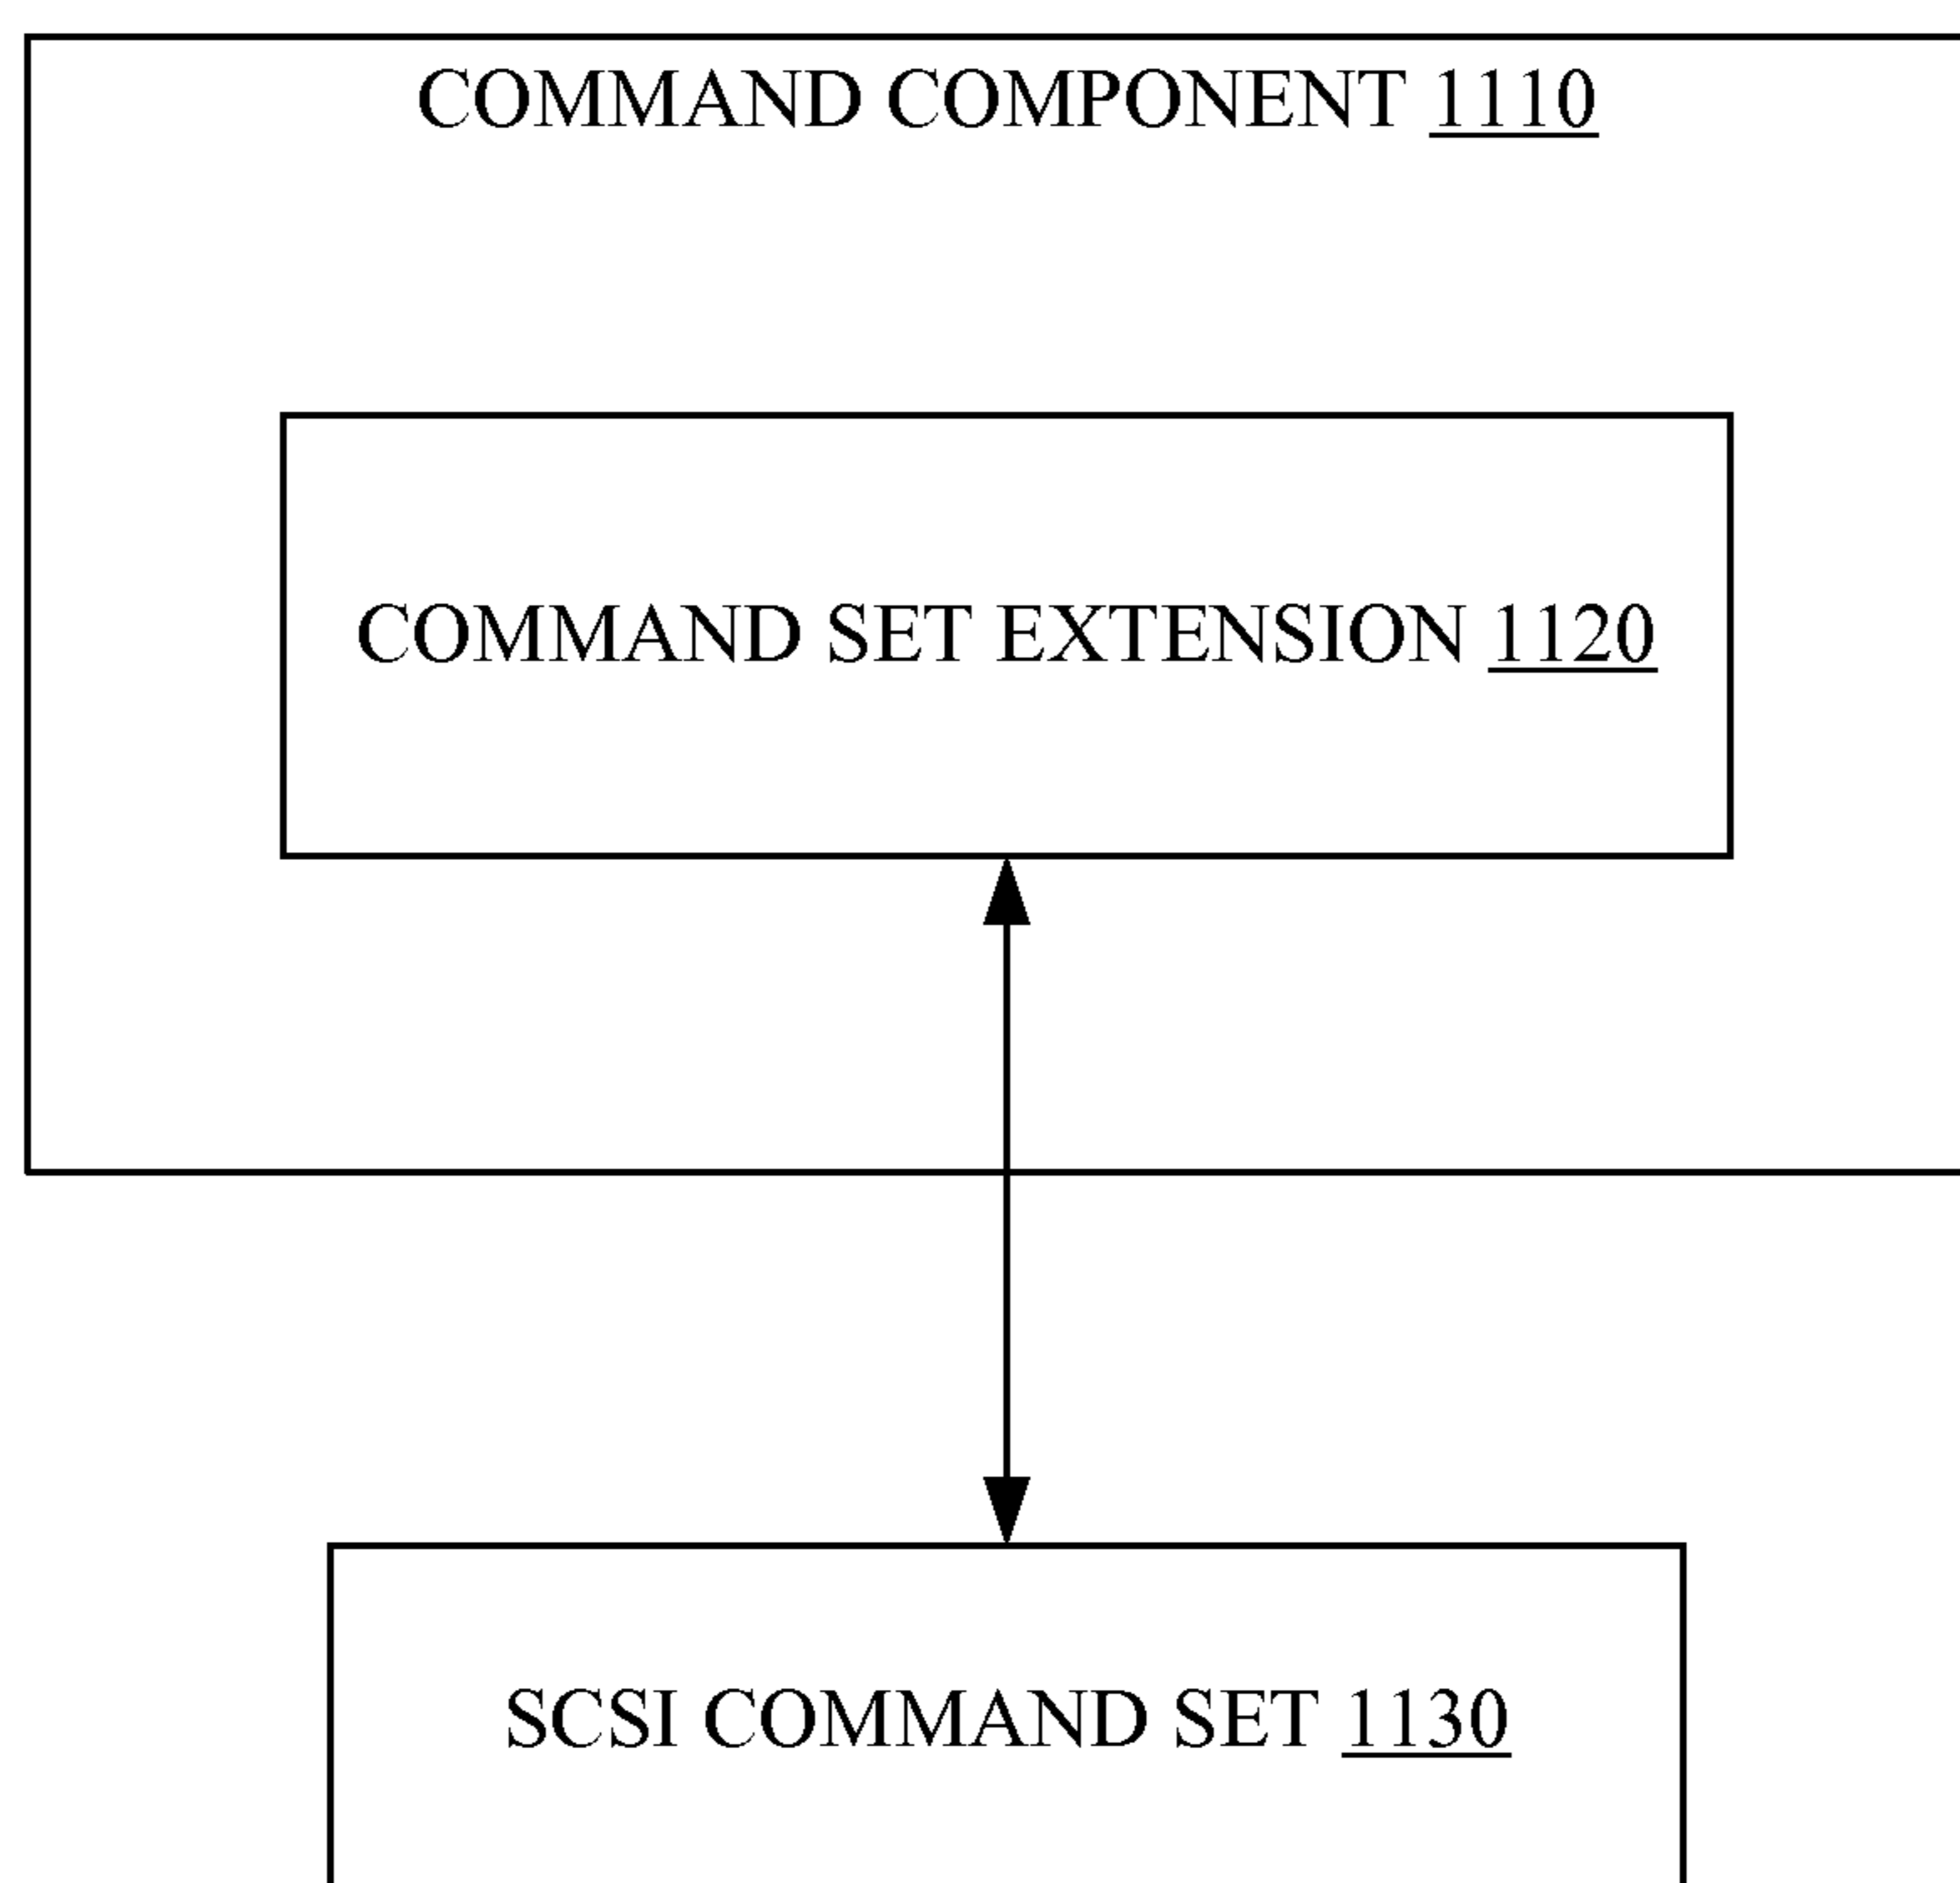 COMMAND COMPONENT 1110
COMMAND SET EXTENSION 1120
SCSI COMMAND SET 1130